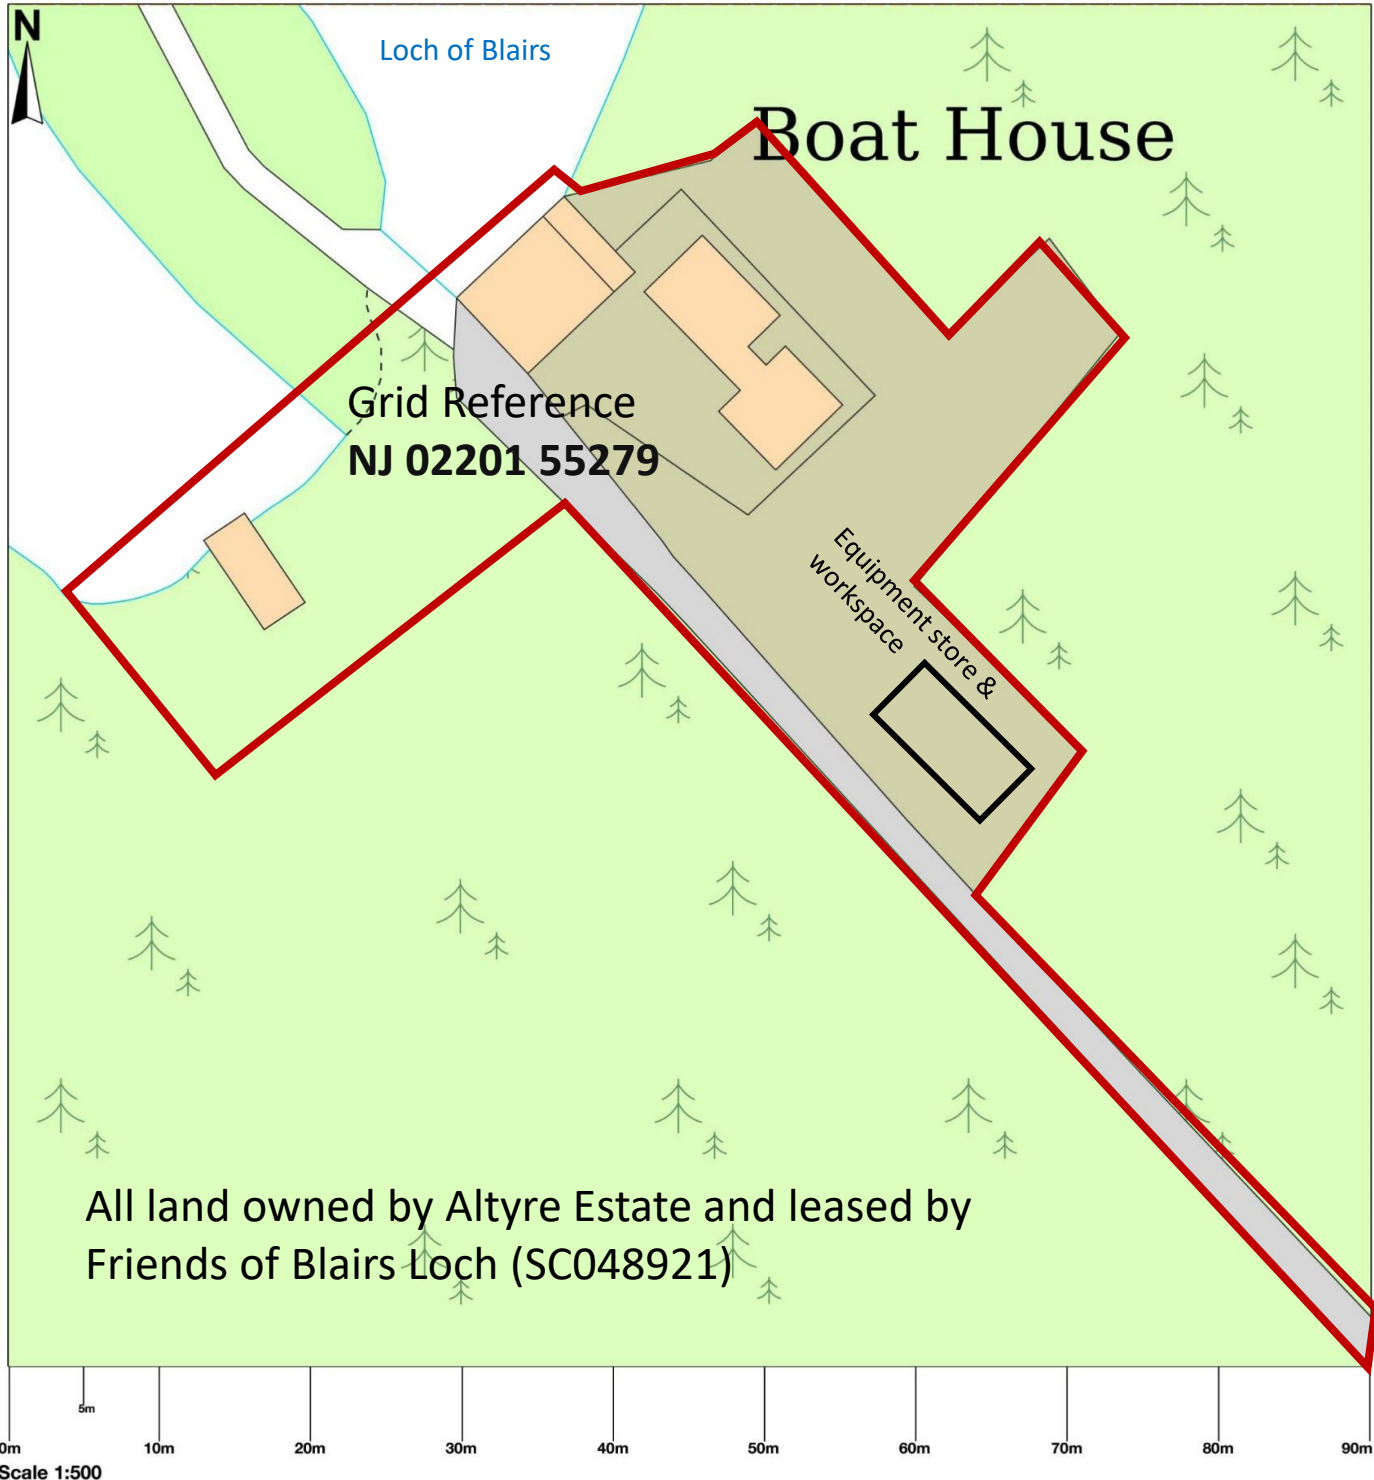 N
Loch of Blairs
Boat House
Grid Reference
NJ 02201 55279
Equipment store &
workspace
All land owned by Altyre Estate and leased by
Friends of Blairs Loch (SC048921)
5m
0m 10m 20m 30m 40m 50m 60m 70m 80m 90m
Scale 1:500